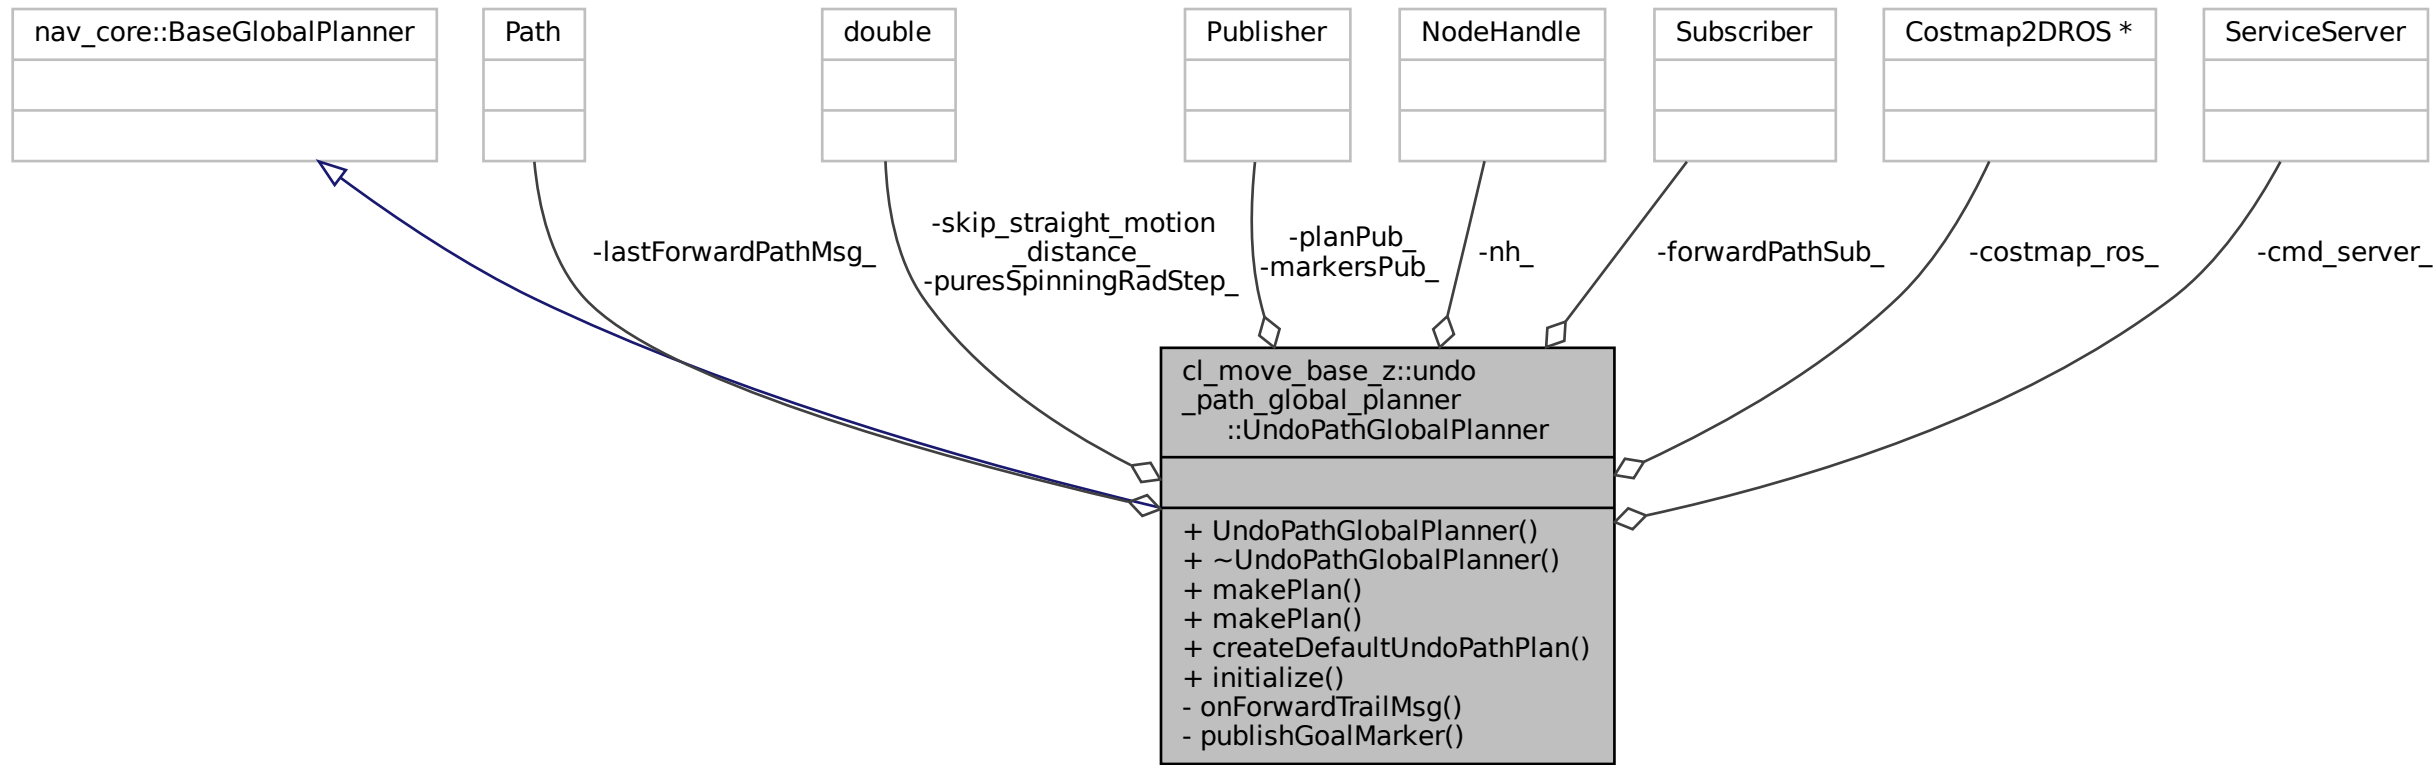 nav_core::BaseGlobalPlanner
Path
double
Publisher
NodeHandle
Subscriber
Costmap2DROS *
ServiceServer
-lastForwardPathMsg_
-skip_straight_motion
_distance_
-puresSpinningRadStep_
-planPub_
-markersPub_
-nh_
-forwardPathSub_
-costmap_ros_
-cmd_server_
cl_move_base_z::undo
_path_global_planner
::UndoPathGlobalPlanner
+ UndoPathGlobalPlanner()
+ ~UndoPathGlobalPlanner()
+ makePlan()
+ makePlan()
+ createDefaultUndoPathPlan()
+ initialize()
- onForwardTrailMsg()
- publishGoalMarker()